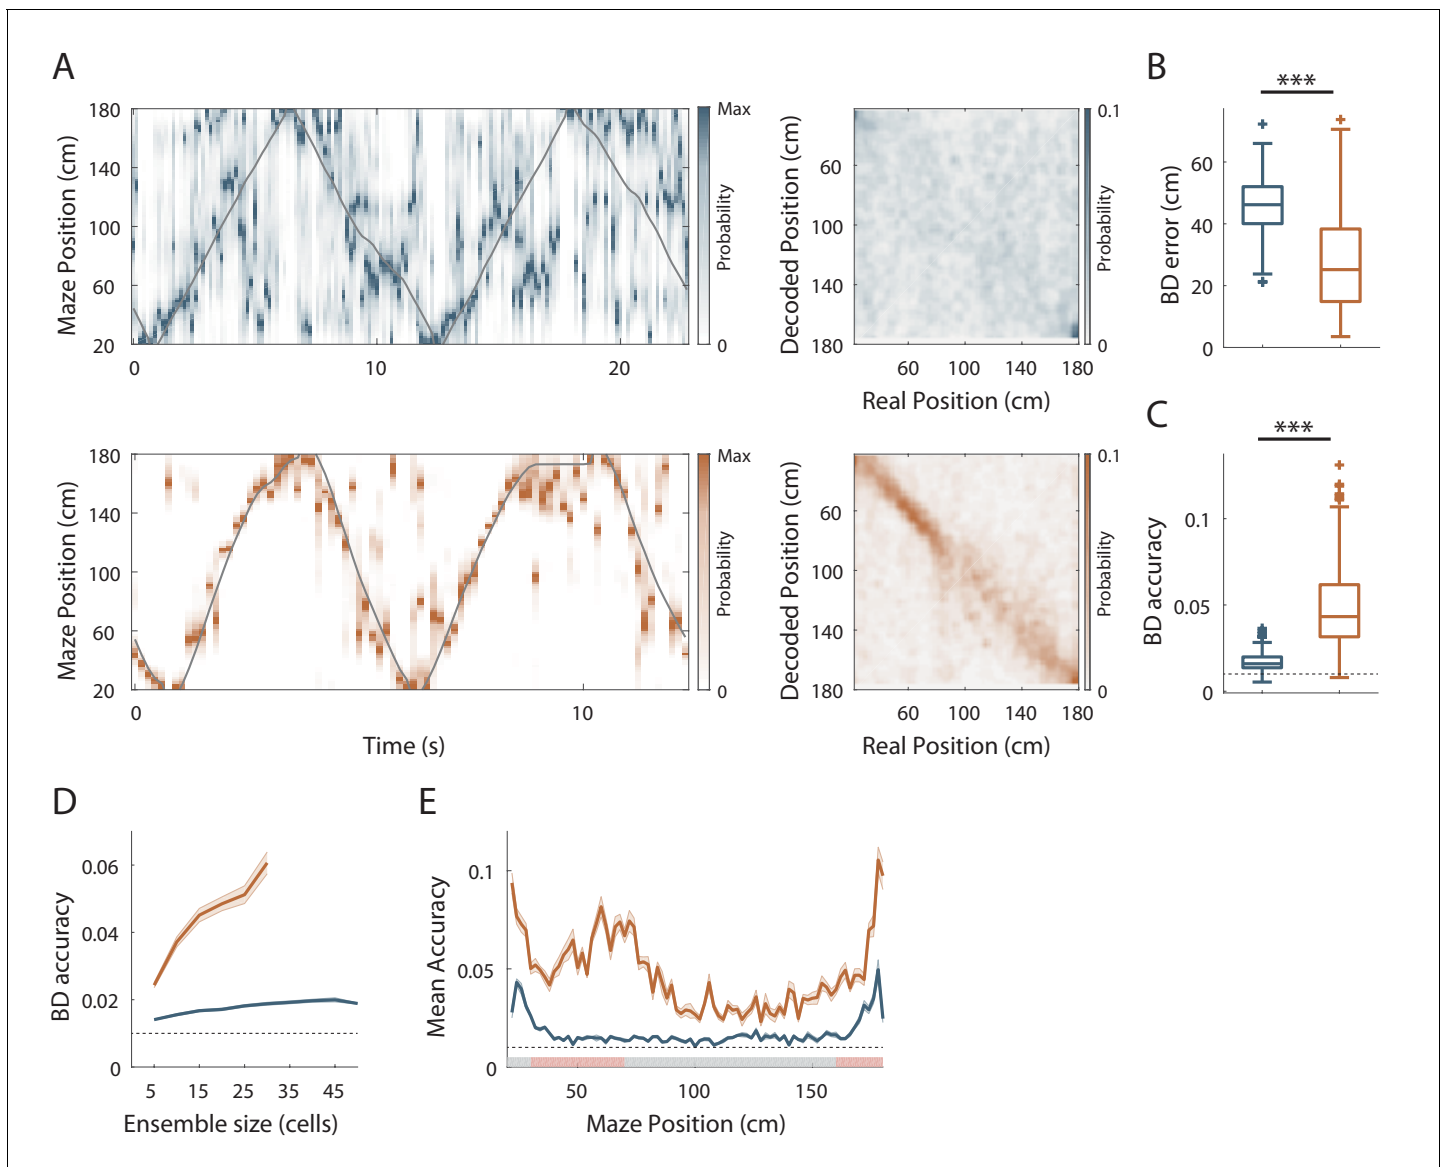 A
180
140
100
60
20
Maze Position (cm)
0
10
20
Max
Probability
0
60
100
140
180
Decoded Position (cm)
60
100
140
180
Real Position (cm)
0.1
Probability
0
B
***
60
40
20
0
BD error (cm)
180
140
100
60
20
Maze Position (cm)
0
10
Time (s)
Max
Probability
0
60
100
140
180
Decoded Position (cm)
60
100
140
180
Real Position (cm)
0.1
Probability
0
C
***
0.1
0.05
0
BD accuracy
D
0.06
0.04
0.02
0
BD accuracy
5
15
25
35
45
Ensemble size (cells)
E
0.1
0.05
0
Mean Accuracy
50
100
150
Maze Position (cm)